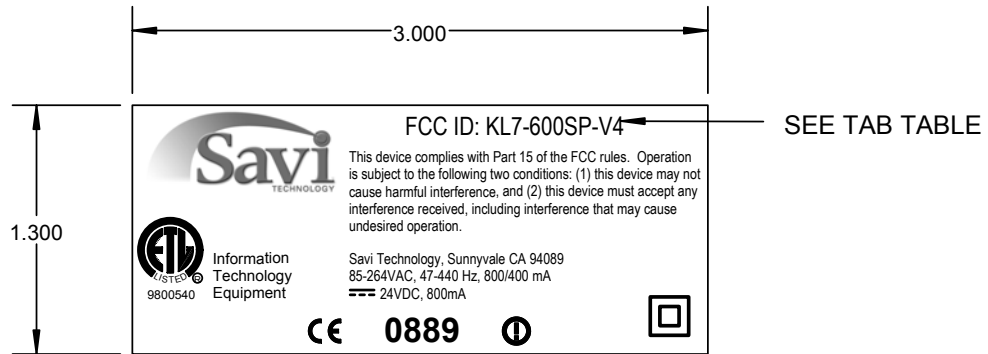 3.000
FCC ID: KL7-600SP-V4
SEE TAB TABLE
Savi
TECHNOLOGY
This device complies with Part 15 of the FCC rules. Operation
is subject to the following two conditions: (1) this device may not
cause harmful interference, and (2) this device must accept any
interference received, including interference that may cause
undesired operation.
1.300
ETL
LISTED
9800540
Information
Technology
Equipment
Savi Technology, Sunnyvale CA 94089
85-264VAC, 47-440 Hz, 800/400 mA
24VDC, 800mA
CE 0889